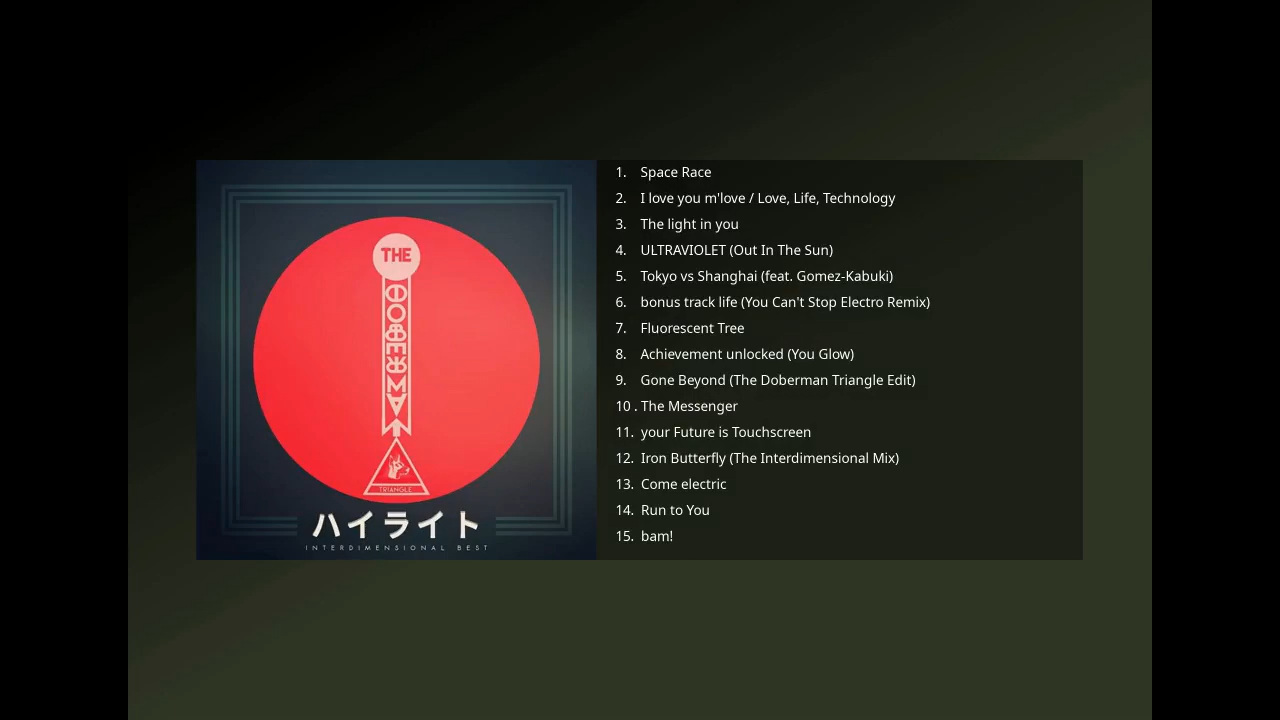 THE
DOBERMAN
TRIANGLE
ハイライト
INTERDIMENSIONAL BEST
1. Space Race
2. I love you m'love / Love, Life, Technology
3. The light in you
4. ULTRAVIOLET (Out In The Sun)
5. Tokyo vs Shanghai (feat. Gomez-Kabuki)
6. bonus track life (You Can't Stop Electro Remix)
7. Fluorescent Tree
8. Achievement unlocked (You Glow)
9. Gone Beyond (The Doberman Triangle Edit)
10 . The Messenger
11. your Future is Touchscreen
12. Iron Butterfly (The Interdimensional Mix)
13. Come electric
14. Run to You
15. bam!